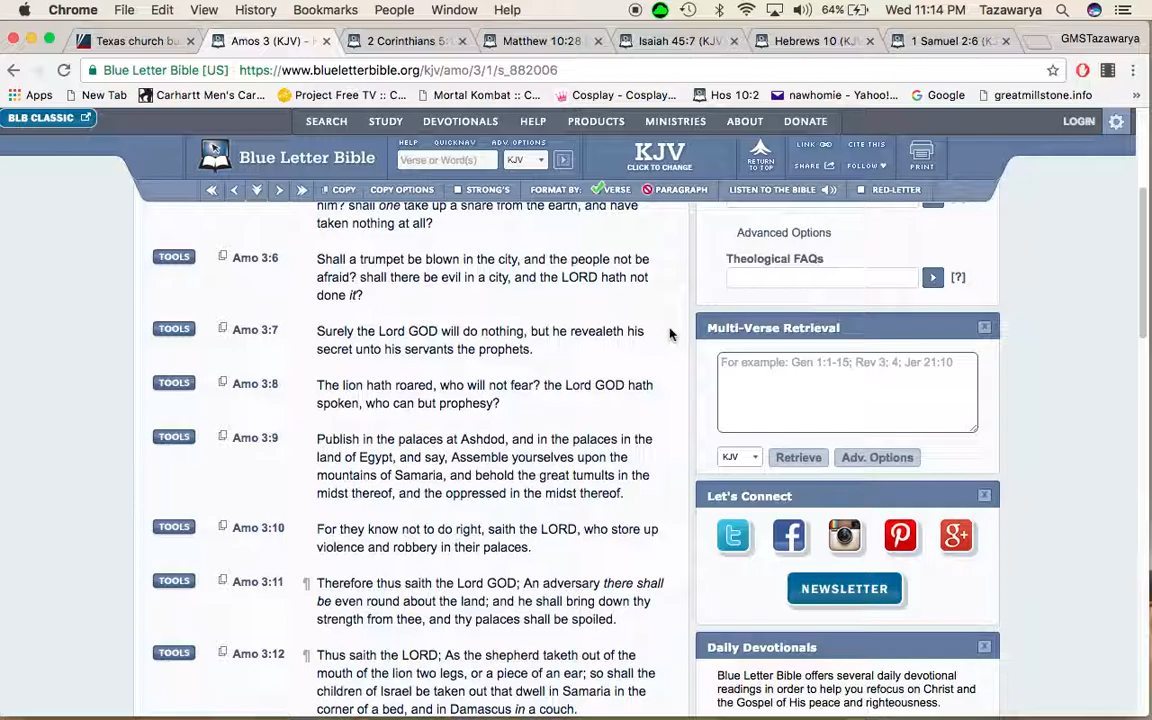 Chrome File Edit View History Bookmarks People Window Help 64% Wed 11:14 PM Tazawarya
Texas church b Amos 3 (KJV) - 2 Corinthians 5: Matthew 10:28 Isaiah 45:7 (KJV Hebrews 10 (KJV 1 Samuel 2:6 (K GMSTazawarya
Blue Letter Bible [US] https://www.blueletterbible.org/kjv/amo/3/1/s_882006
Apps New Tab Carhartt Men's Car... Project Free TV :: C... Mortal Kombat :: C... Cosplay - Cosplay... Hos 10:2 nawhomie - Yahoo!... Google greatmillstone.info »
BLB CLASSIC SEARCH STUDY DEVOTIONALS HELP PRODUCTS MINISTRIES ABOUT DONATE LOGIN
Blue Letter Bible HELP QUICKNAV ADV. OPTIONS
Verse or Word(s) KJV
KJV
CLICK TO CHANGE
RETURN TO TOP
LINK CITE THIS
SHARE FOLLOW
PRINT
COPY COPY OPTIONS STRONG'S FORMAT BY: VERSE PARAGRAPH LISTEN TO THE BIBLE RED-LETTER
him? shall one take up a snare from the earth, and have
taken nothing at all?
TOOLS Amo 3:6 Shall a trumpet be blown in the city, and the people not be
afraid? shall there be evil in a city, and the LORD hath not
done it?
TOOLS Amo 3:7 Surely the Lord GOD will do nothing, but he revealeth his
secret unto his servants the prophets.
TOOLS Amo 3:8 The lion hath roared, who will not fear? the Lord GOD hath
spoken, who can but prophesy?
TOOLS Amo 3:9 Publish in the palaces at Ashdod, and in the palaces in the
land of Egypt, and say, Assemble yourselves upon the
mountains of Samaria, and behold the great tumults in the
midst thereof, and the oppressed in the midst thereof.
TOOLS Amo 3:10 For they know not to do right, saith the LORD, who store up
violence and robbery in their palaces.
TOOLS Amo 3:11 ¶ Therefore thus saith the Lord GOD; An adversary there shall
be even round about the land; and he shall bring down thy
strength from thee, and thy palaces shall be spoiled.
TOOLS Amo 3:12 ¶ Thus saith the LORD; As the shepherd taketh out of the
mouth of the lion two legs, or a piece of an ear; so shall the
children of Israel be taken out that dwell in Samaria in the
corner of a bed, and in Damascus in a couch.
Advanced Options
Theological FAQs
[?]
Multi-Verse Retrieval
For example: Gen 1:1-15; Rev 3; 4; Jer 21:10
KJV Retrieve Adv. Options
Let's Connect
NEWSLETTER
Daily Devotionals
Blue Letter Bible offers several daily devotional
readings in order to help you refocus on Christ and
the Gospel of His peace and righteousness.